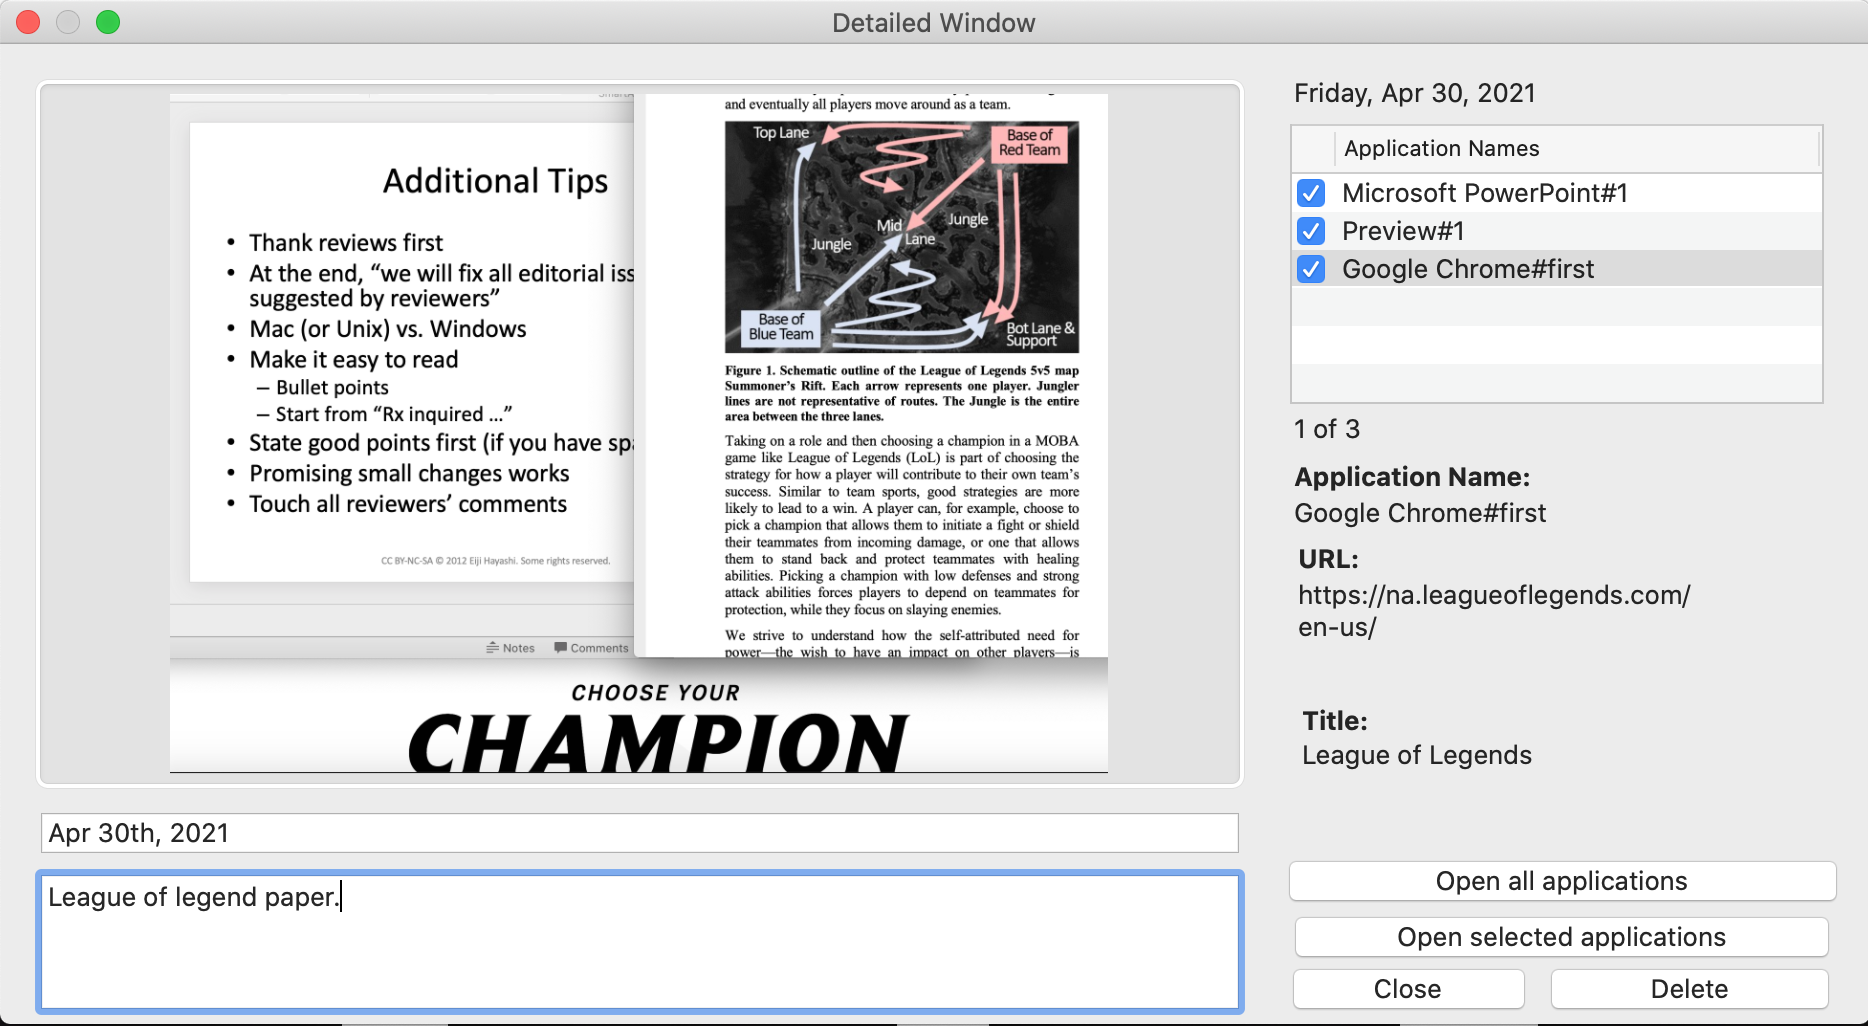 Detailed Window
Additional Tips
• Thank reviews first
• At the end, “we will fix all editorial iss
suggested by reviewers”
• Mac (or Unix) vs. Windows
• Make it easy to read
– Bullet points
– Start from “Rx inquired ...”
• State good points first (if you have spa
• Promising small changes works
• Touch all reviewers’ comments
CC BY-NC-SA © 2012 Eiji Hayashi. Some rights reserved.
Notes
Comments
and eventually all players move around as a team.
Top Lane
Base of
Red Team
Mid
Lane
Jungle
Jungle
Base of
Blue Team
Bot Lane &
Support
Figure 1. Schematic outline of the League of Legends 5v5 map
Summoner’s Rift. Each arrow represents one player. Jungler
lines are not representative of routes. The Jungle is the entire
area between the three lanes.
Taking on a role and then choosing a champion in a MOBA
game like League of Legends (LoL) is part of choosing the
strategy for how a player will contribute to their own team’s
success. Similar to team sports, good strategies are more
likely to lead to a win. A player can, for example, choose to
pick a champion that allows them to initiate a fight or shield
their teammates from incoming damage, or one that allows
them to stand back and protect teammates with healing
abilities. Picking a champion with low defenses and strong
attack abilities forces players to depend on teammates for
protection, while they focus on slaying enemies.
We strive to understand how the self-attributed need for
power—the wish to have an impact on other players—is
CHOOSE YOUR
CHAMPION
Apr 30th, 2021
League of legend paper.
Friday, Apr 30, 2021
Application Names
Microsoft PowerPoint#1
Preview#1
Google Chrome#first
1 of 3
Application Name:
Google Chrome#first
URL:
https://na.leagueoflegends.com/
en-us/
Title:
League of Legends
Open all applications
Open selected applications
Close
Delete